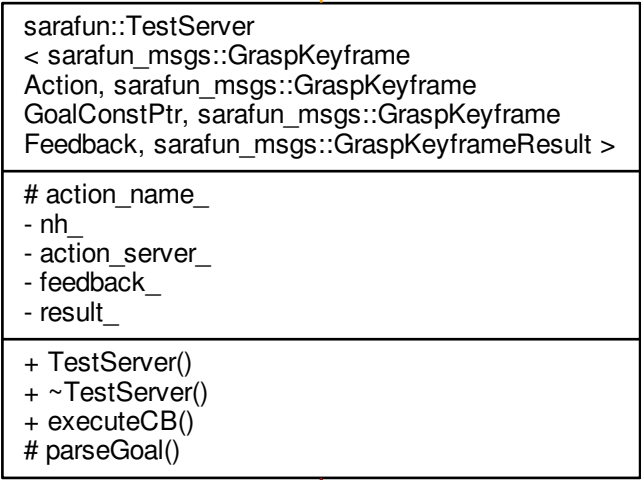 sarafun::TestServer
< sarafun_msgs::GraspKeyframe
Action, sarafun_msgs::GraspKeyframe
GoalConstPtr, sarafun_msgs::GraspKeyframe
Feedback, sarafun_msgs::GraspKeyframeResult >
# action_name_
- nh_
- action_server_
- feedback_
- result_
+ TestServer()
+ ~TestServer()
+ executeCB()
# parseGoal()